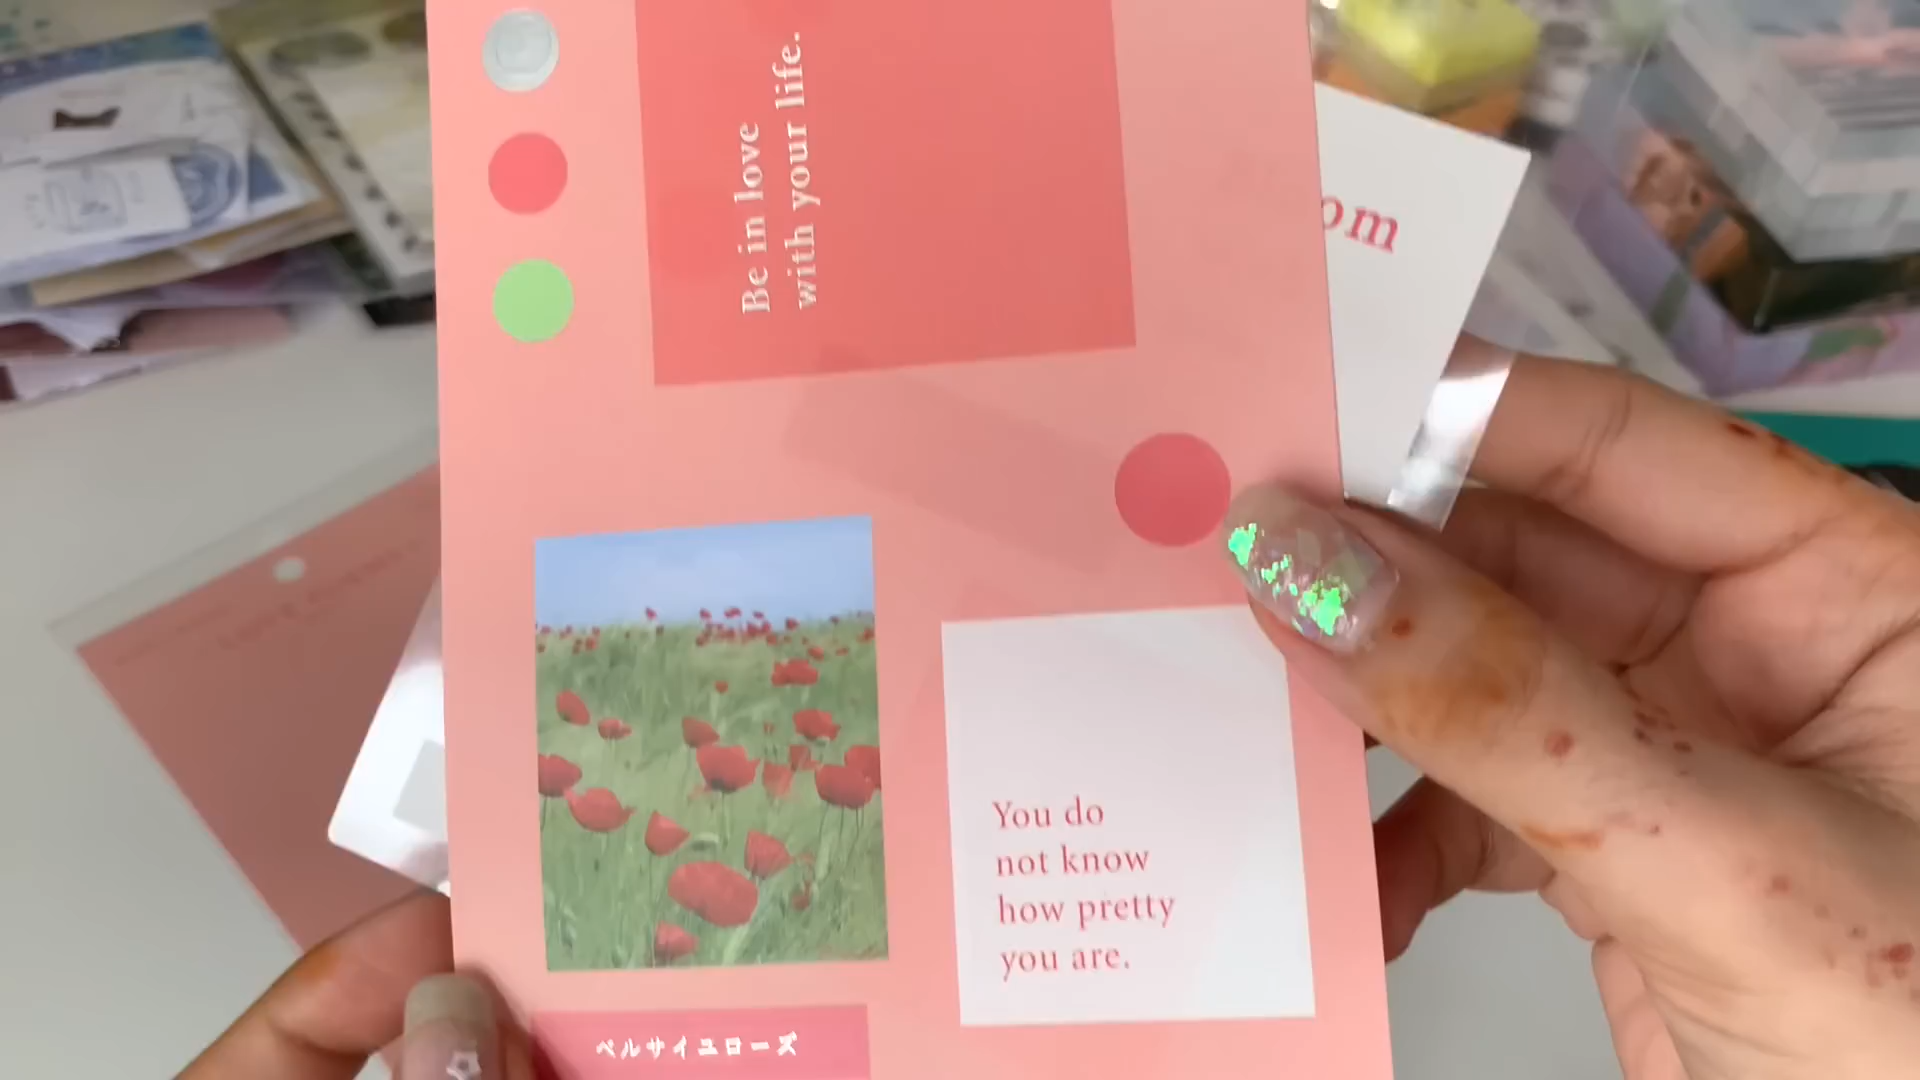 Be in love
with your life.
om
You do
not know
how pretty
you are.
ベルサイユローズ